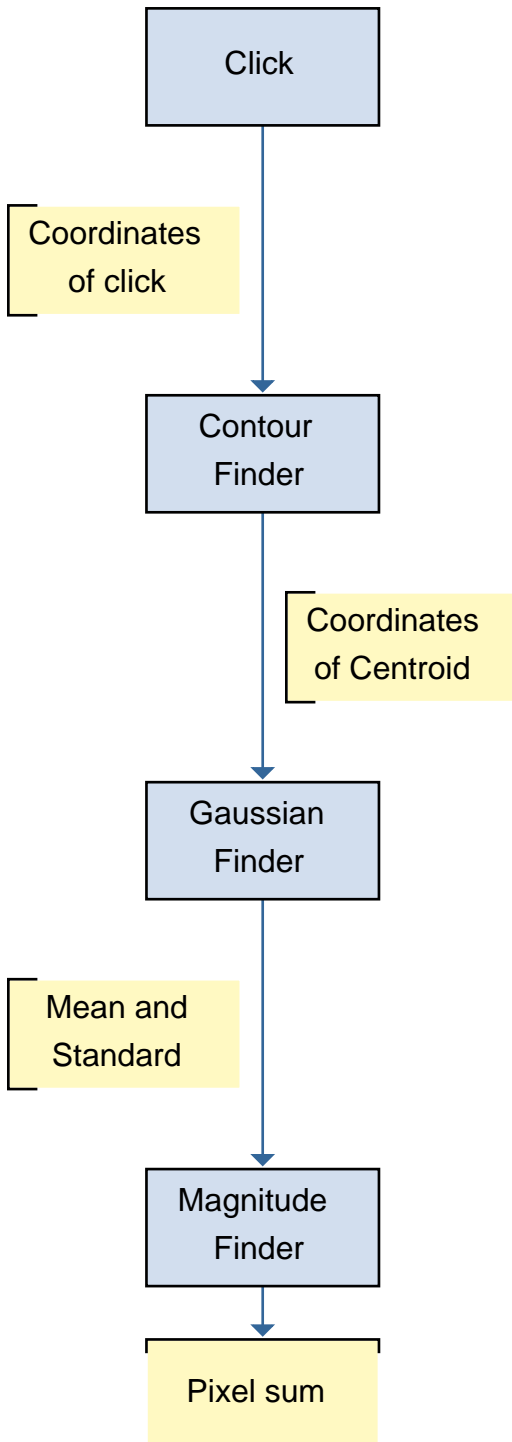 Click
Coordinates
of click
Contour
Finder
Coordinates
of Centroid
Gaussian
Finder
Mean and
Standard
Magnitude
Finder
Pixel sum